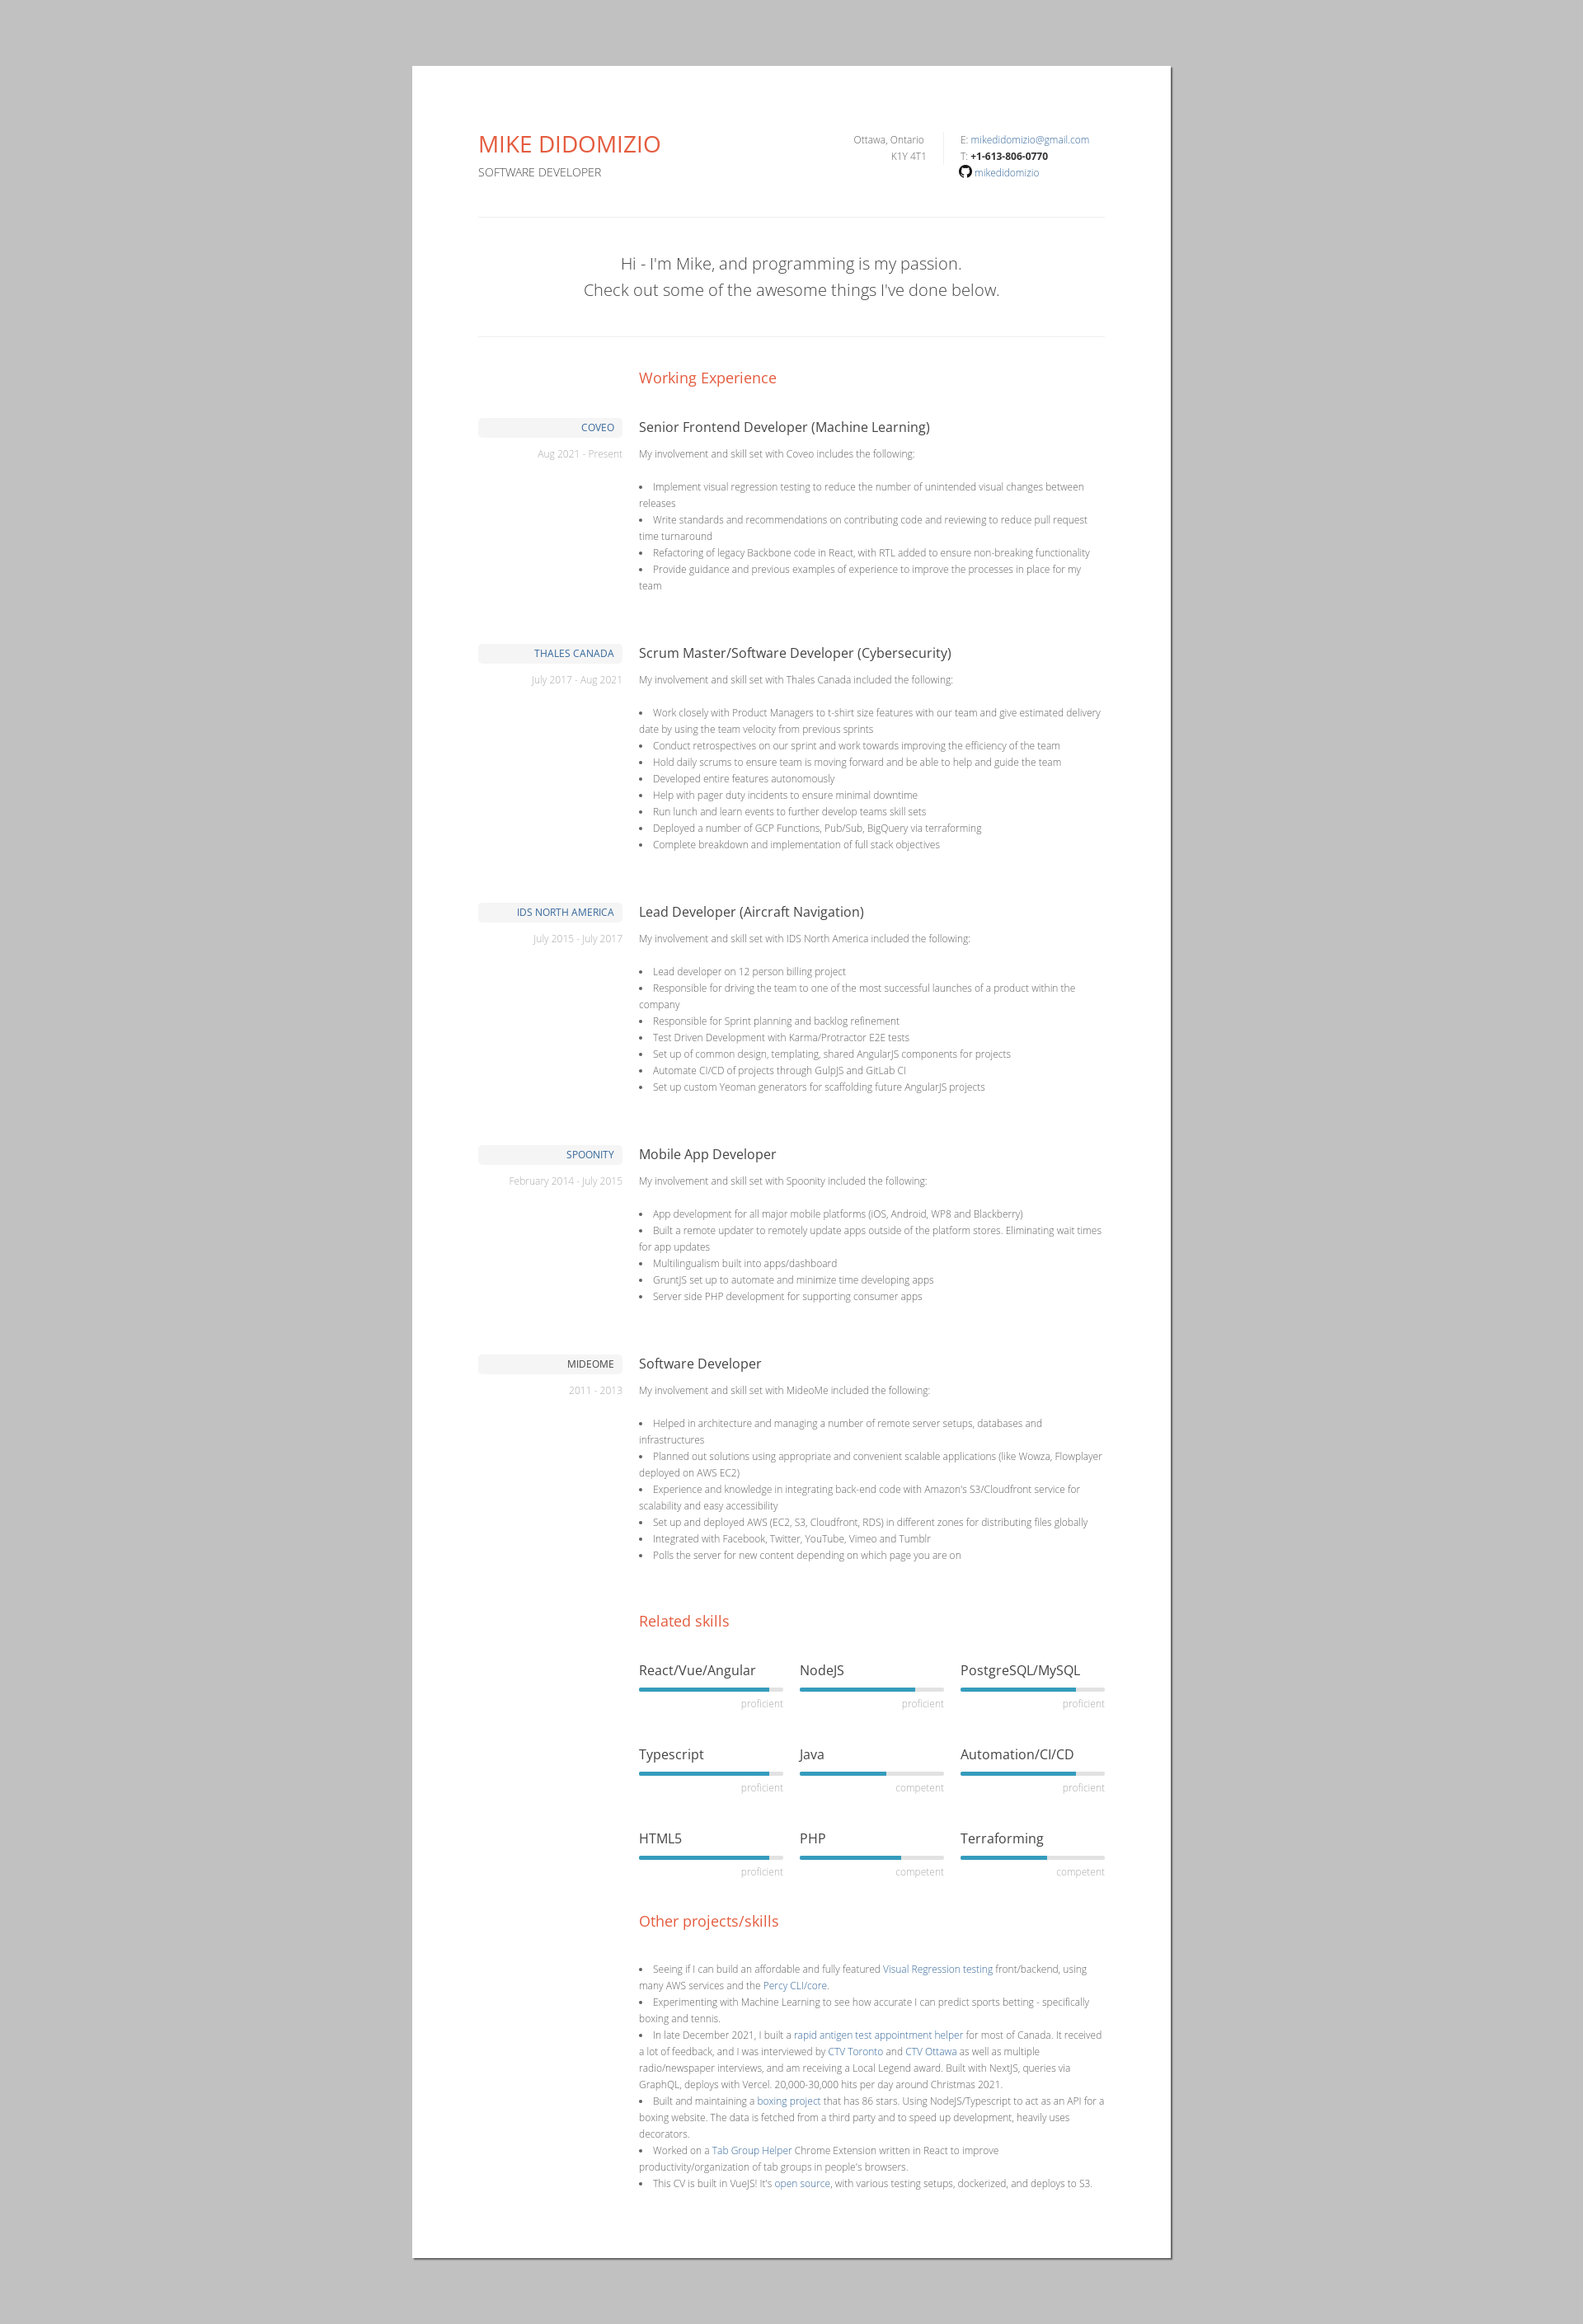 MIKE DIDOMIZIO
SOFTWARE DEVELOPER
Ottawa, Ontario
K1Y 4T1
E: mikedidomizio@gmail.com
T: +1-613-806-0770
mikedidomizio
Hi - I'm Mike, and programming is my passion.
Check out some of the awesome things I've done below.
Working Experience
COVEO
Aug 2021 - Present
Senior Frontend Developer (Machine Learning)
My involvement and skill set with Coveo includes the following:
• Implement visual regression testing to reduce the number of unintended visual changes between
releases
• Write standards and recommendations on contributing code and reviewing to reduce pull request
time turnaround
• Refactoring of legacy Backbone code in React, with RTL added to ensure non-breaking functionality
• Provide guidance and previous examples of experience to improve the processes in place for my
team
THALES CANADA
July 2017 - Aug 2021
Scrum Master/Software Developer (Cybersecurity)
My involvement and skill set with Thales Canada included the following:
• Work closely with Product Managers to t-shirt size features with our team and give estimated delivery
date by using the team velocity from previous sprints
• Conduct retrospectives on our sprint and work towards improving the efficiency of the team
• Hold daily scrums to ensure team is moving forward and be able to help and guide the team
• Developed entire features autonomously
• Help with pager duty incidents to ensure minimal downtime
• Run lunch and learn events to further develop teams skill sets
• Deployed a number of GCP Functions, Pub/Sub, BigQuery via terraforming
• Complete breakdown and implementation of full stack objectives
IDS NORTH AMERICA
July 2015 - July 2017
Lead Developer (Aircraft Navigation)
My involvement and skill set with IDS North America included the following:
• Lead developer on 12 person billing project
• Responsible for driving the team to one of the most successful launches of a product within the
company
• Responsible for Sprint planning and backlog refinement
• Test Driven Development with Karma/Protractor E2E tests
• Set up of common design, templating, shared AngularJS components for projects
• Automate CI/CD of projects through GulpJS and GitLab CI
• Set up custom Yeoman generators for scaffolding future AngularJS projects
SPOONITY
February 2014 - July 2015
Mobile App Developer
My involvement and skill set with Spoonity included the following:
• App development for all major mobile platforms (iOS, Android, WP8 and Blackberry)
• Built a remote updater to remotely update apps outside of the platform stores. Eliminating wait times
for app updates
• Multilingualism built into apps/dashboard
• GruntJS set up to automate and minimize time developing apps
• Server side PHP development for supporting consumer apps
MIDEOME
2011 - 2013
Software Developer
My involvement and skill set with MideoMe included the following:
• Helped in architecture and managing a number of remote server setups, databases and
infrastructures
• Planned out solutions using appropriate and convenient scalable applications (like Wowza, Flowplayer
deployed on AWS EC2)
• Experience and knowledge in integrating back-end code with Amazon's S3/Cloudfront service for
scalability and easy accessibility
• Set up and deployed AWS (EC2, S3, Cloudfront, RDS) in different zones for distributing files globally
• Integrated with Facebook, Twitter, YouTube, Vimeo and Tumblr
• Polls the server for new content depending on which page you are on
Related skills
React/Vue/Angular
proficient
NodeJS
proficient
PostgreSQL/MySQL
proficient
Typescript
proficient
Java
competent
Automation/CI/CD
proficient
HTML5
proficient
PHP
competent
Terraforming
competent
Other projects/skills
• Seeing if I can build an affordable and fully featured Visual Regression testing front/backend, using
many AWS services and the Percy CLI/core.
• Experimenting with Machine Learning to see how accurate I can predict sports betting - specifically
boxing and tennis.
• In late December 2021, I built a rapid antigen test appointment helper for most of Canada. It received
a lot of feedback, and I was interviewed by CTV Toronto and CTV Ottawa as well as multiple
radio/newspaper interviews, and am receiving a Local Legend award. Built with NextJS, queries via
GraphQL, deploys with Vercel. 20,000-30,000 hits per day around Christmas 2021.
• Built and maintaining a boxing project that has 86 stars. Using NodeJS/Typescript to act as an API for a
boxing website. The data is fetched from a third party and to speed up development, heavily uses
decorators.
• Worked on a Tab Group Helper Chrome Extension written in React to improve
productivity/organization of tab groups in people's browsers.
• This CV is built in VueJS! It's open source, with various testing setups, dockerized, and deploys to S3.